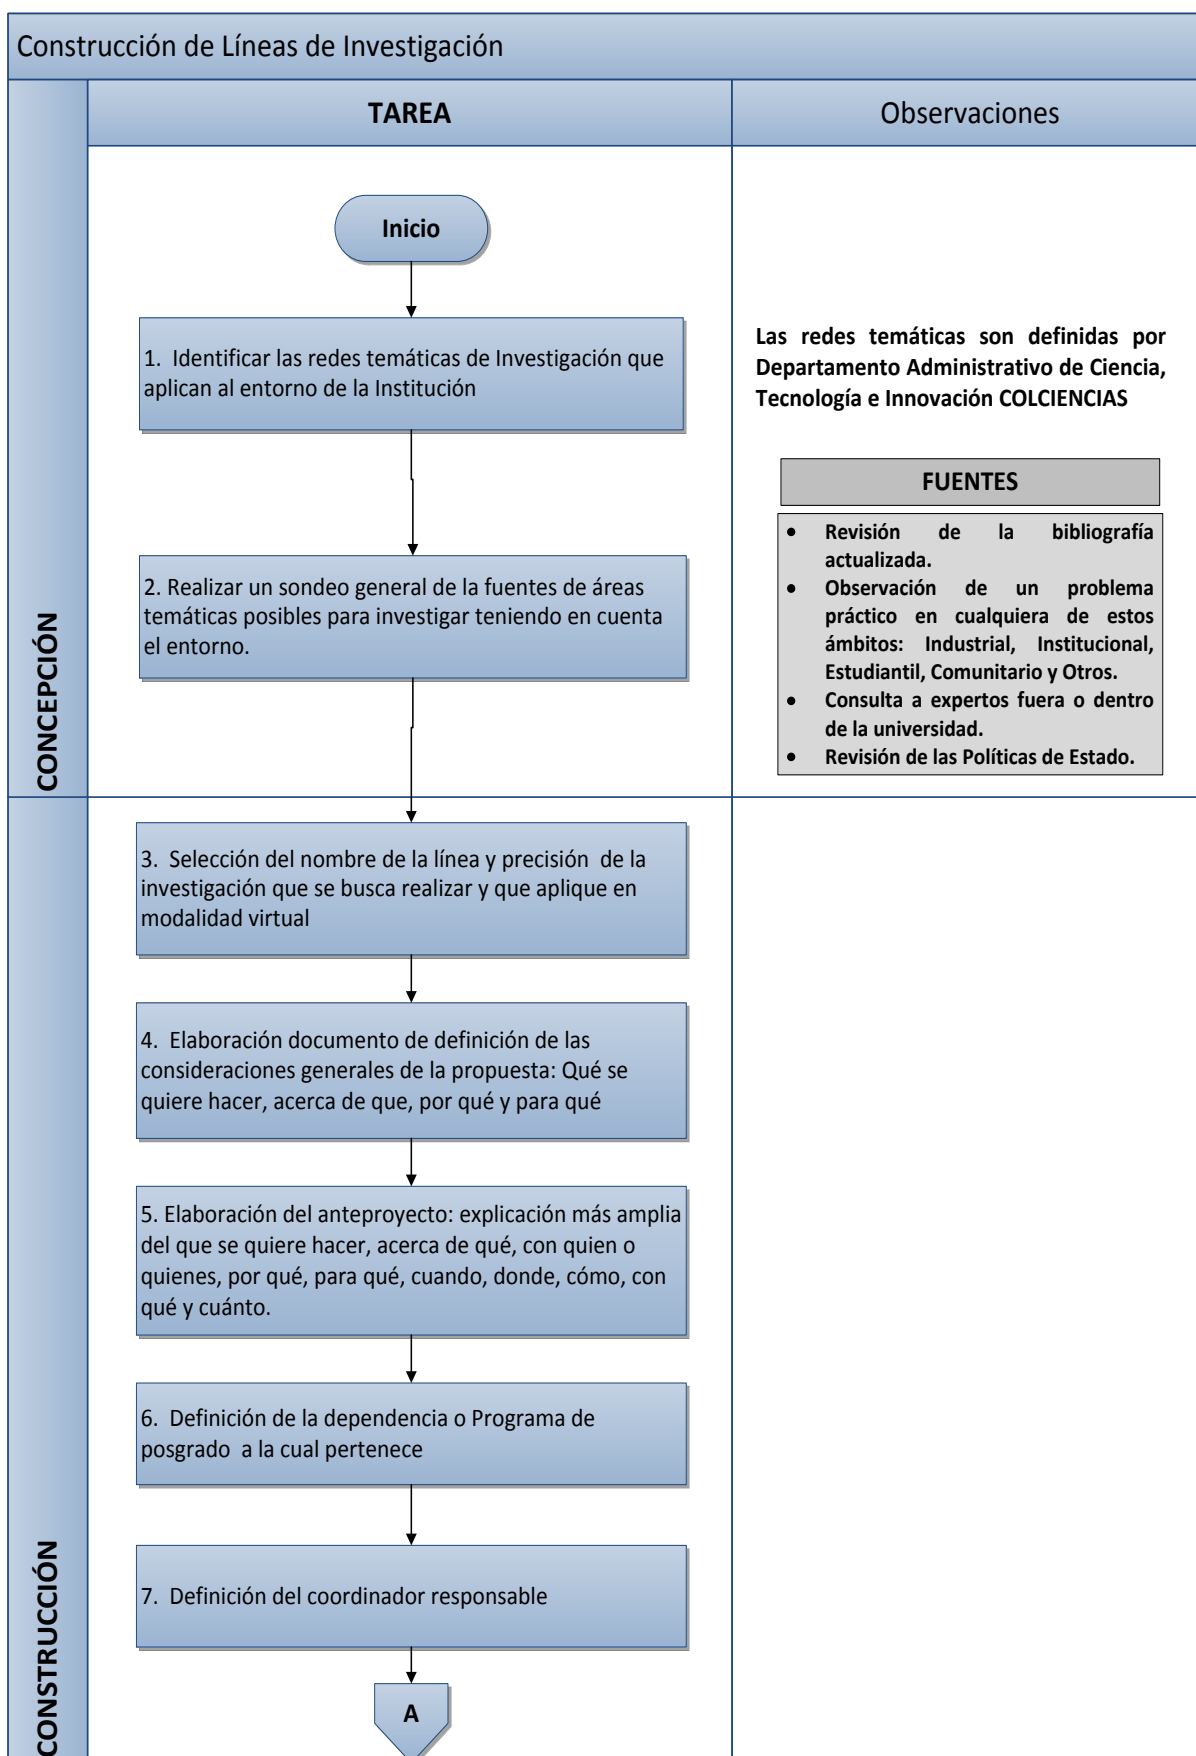 Construcción de Líneas de Investigación
TAREA
Observaciones
CONCEPCIÓN
Inicio
1. Identificar las redes temáticas de Investigación que
aplican al entorno de la Institución
Las redes temáticas son definidas por
Departamento Administrativo de Ciencia,
Tecnología e Innovación COLCIENCIAS
FUENTES
• Revisión de la bibliografía
actualizada.
• Observación de un problema
práctico en cualquiera de estos
ámbitos: Industrial, Institucional,
Estudiantil, Comunitario y Otros.
• Consulta a expertos fuera o dentro
de la universidad.
• Revisión de las Políticas de Estado.
2. Realizar un sondeo general de la fuentes de áreas
temáticas posibles para investigar teniendo en cuenta
el entorno.
CONSTRUCCIÓN
3. Selección del nombre de la línea y precisión de la
investigación que se busca realizar y que aplique en
modalidad virtual
4. Elaboración documento de definición de las
consideraciones generales de la propuesta: Qué se
quiere hacer, acerca de que, por qué y para qué
5. Elaboración del anteproyecto: explicación más amplia
del que se quiere hacer, acerca de qué, con quien o
quienes, por qué, para qué, cuando, donde, cómo, con
qué y cuánto.
6. Definición de la dependencia o Programa de
posgrado a la cual pertenece
7. Definición del coordinador responsable
A